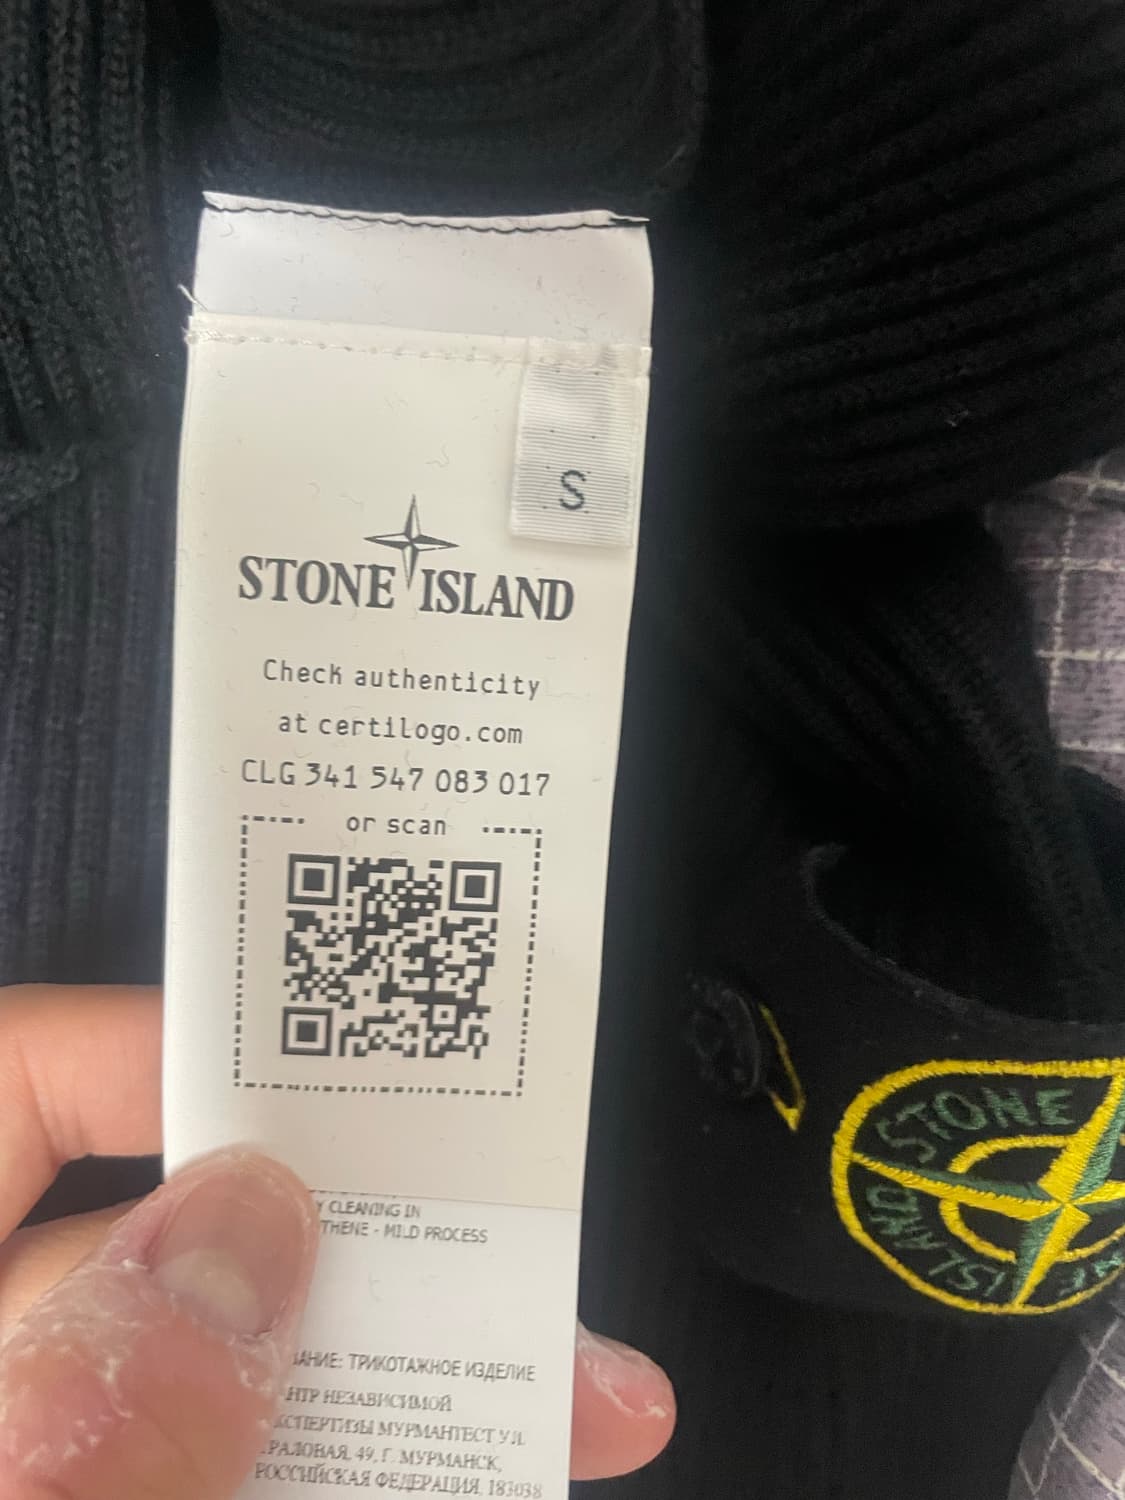 S
STONE ISLAND
Check authenticity
at certilogo.com
CLG 341 547 083 017
or scan
CLEANING IN
- MILD PROCESS
ТРИКОТАЖНОЕ ИЗДЕЛИЕ
НЕЗАВИСИМОЙ
МУРМАНТЕСТ УЛ.
49, Г. МУРМАНСК,
РОССИЙСКАЯ ФЕДЕРАЦИЯ, 183038
STONE
ISLAND